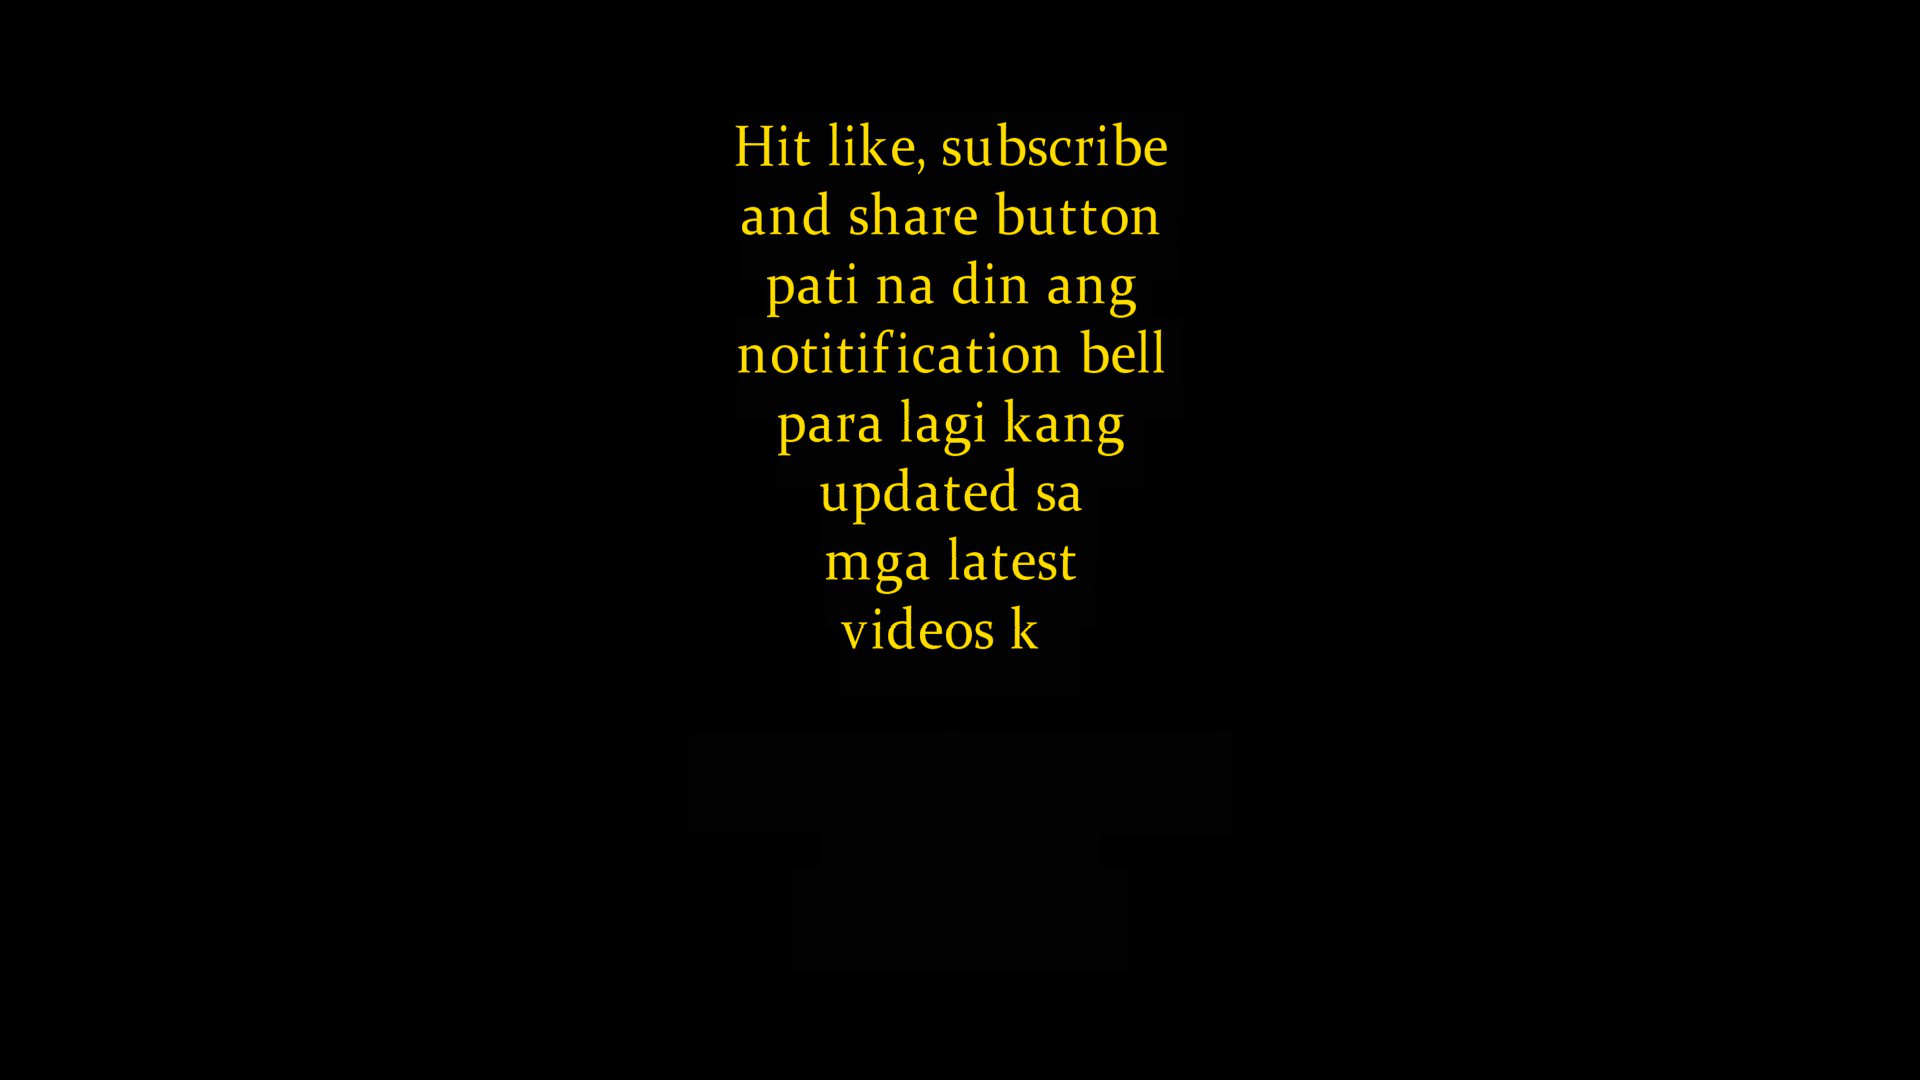 Hit like, subscribe
and share button
pati na din ang
notitification bell
para lagi kang
updated sa
mga latest
videos k